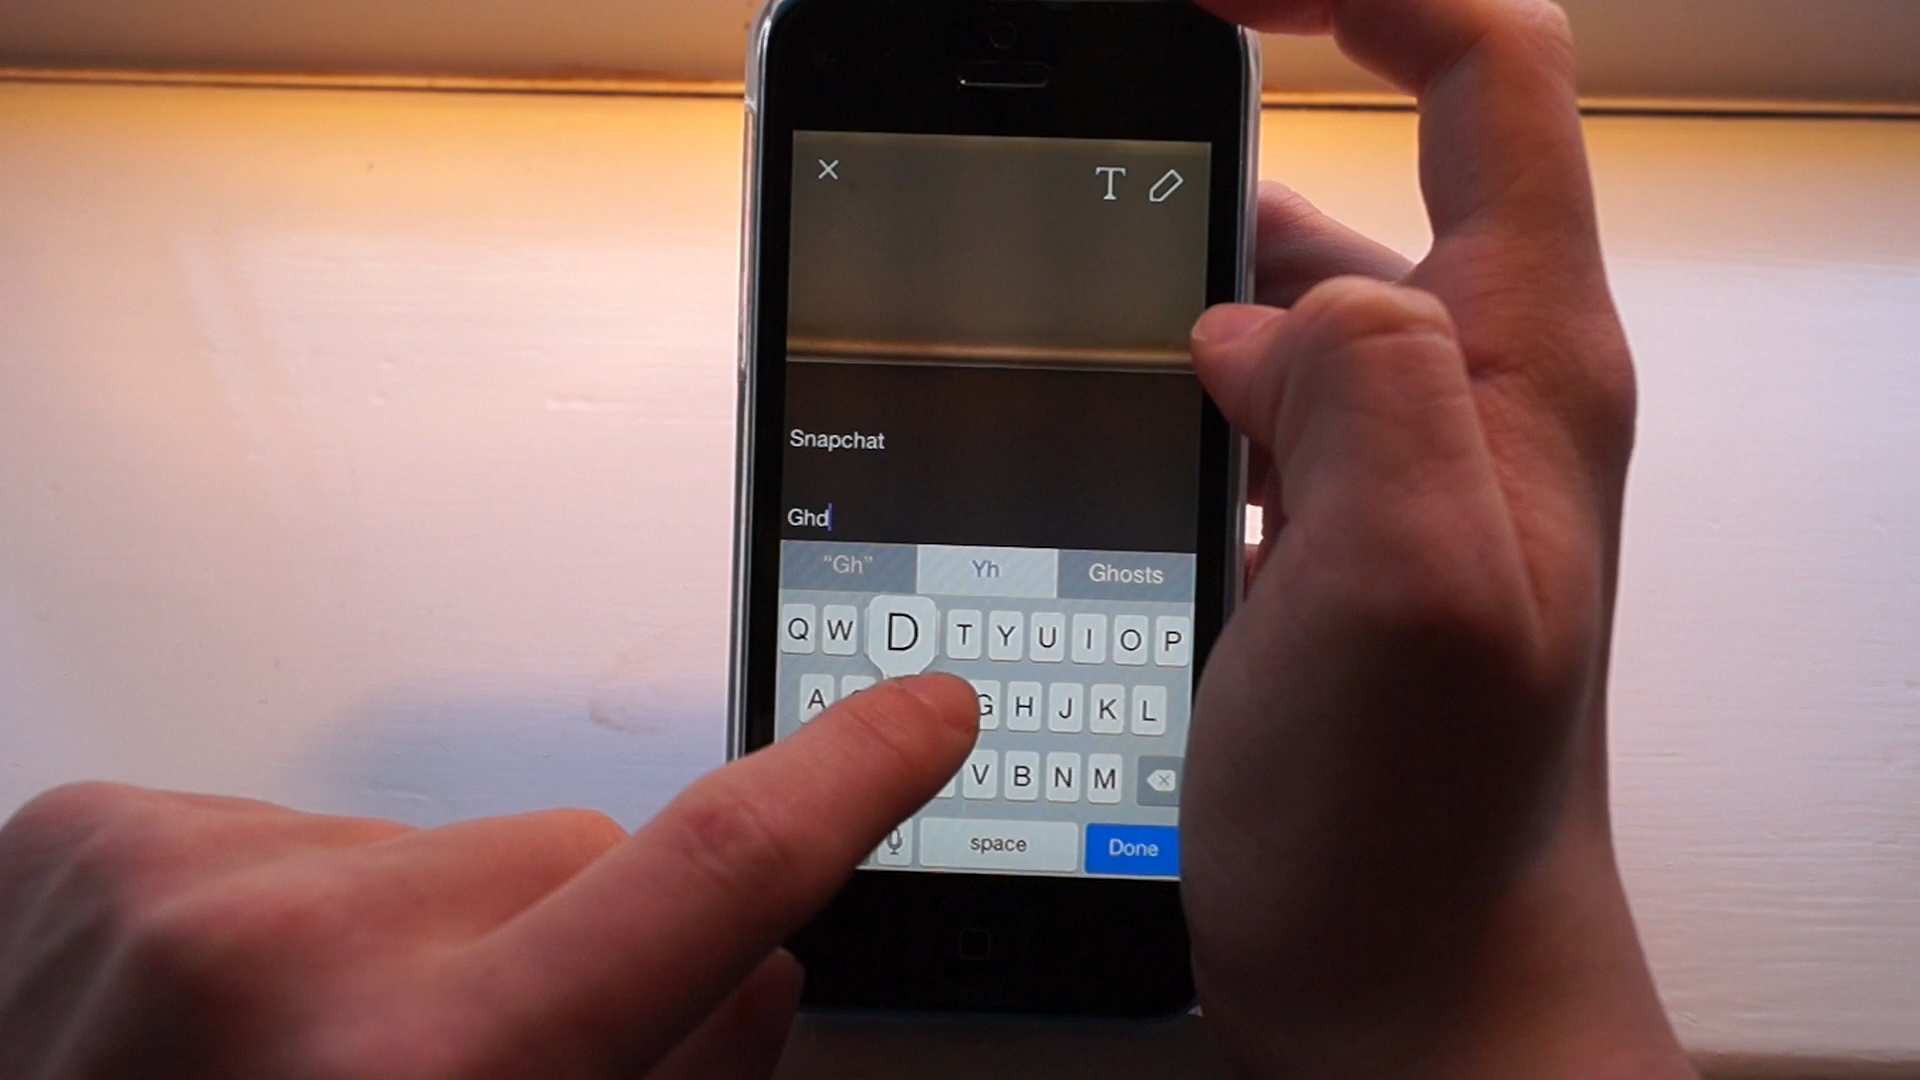 T
Snapchat
Ghd
“Gh” Yh Ghosts
Q W D T Y U I O P
A G H J K L
V B N M
space Done